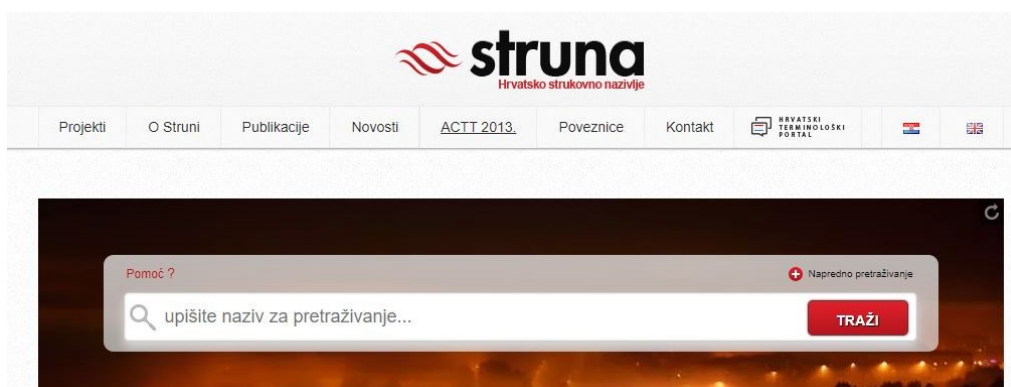 struna
Hrvatsko strukovno nazivlje
Projekti O Struni Publikacije Novosti ACTT 2013. Poveznice Kontakt HRVATSKI
TERMINOLOŠKI
PORTAL
Pomoć ? Napredno pretraživanje
upišite naziv za pretraživanje... TRAŽI